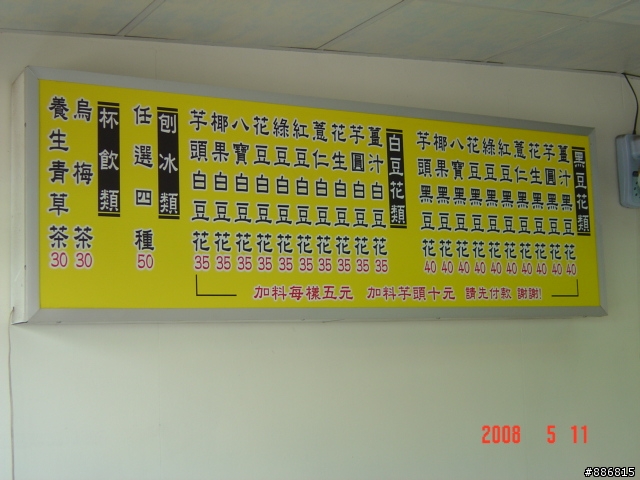 黑豆花類
薑汁黑豆花 40
芋圓黑豆花 40
花生黑豆花 40
薏仁黑豆花 40
紅豆黑豆花 40
綠豆黑豆花 40
花豆黑豆花 40
八寶黑豆花 40
椰果黑豆花 40
芋頭黑豆花 40
白豆花類
薑汁白豆花 35
芋圓白豆花 35
花生白豆花 35
薏仁白豆花 35
紅豆白豆花 35
綠豆白豆花 35
花豆白豆花 35
八寶白豆花 35
椰果白豆花 35
芋頭白豆花 35
刨冰類
任選四種 50
杯飲類
烏梅茶 30
養生青草茶 30
加料每樣五元 加料芋頭十元 請先付款 謝謝!
2008 5 11
#886815